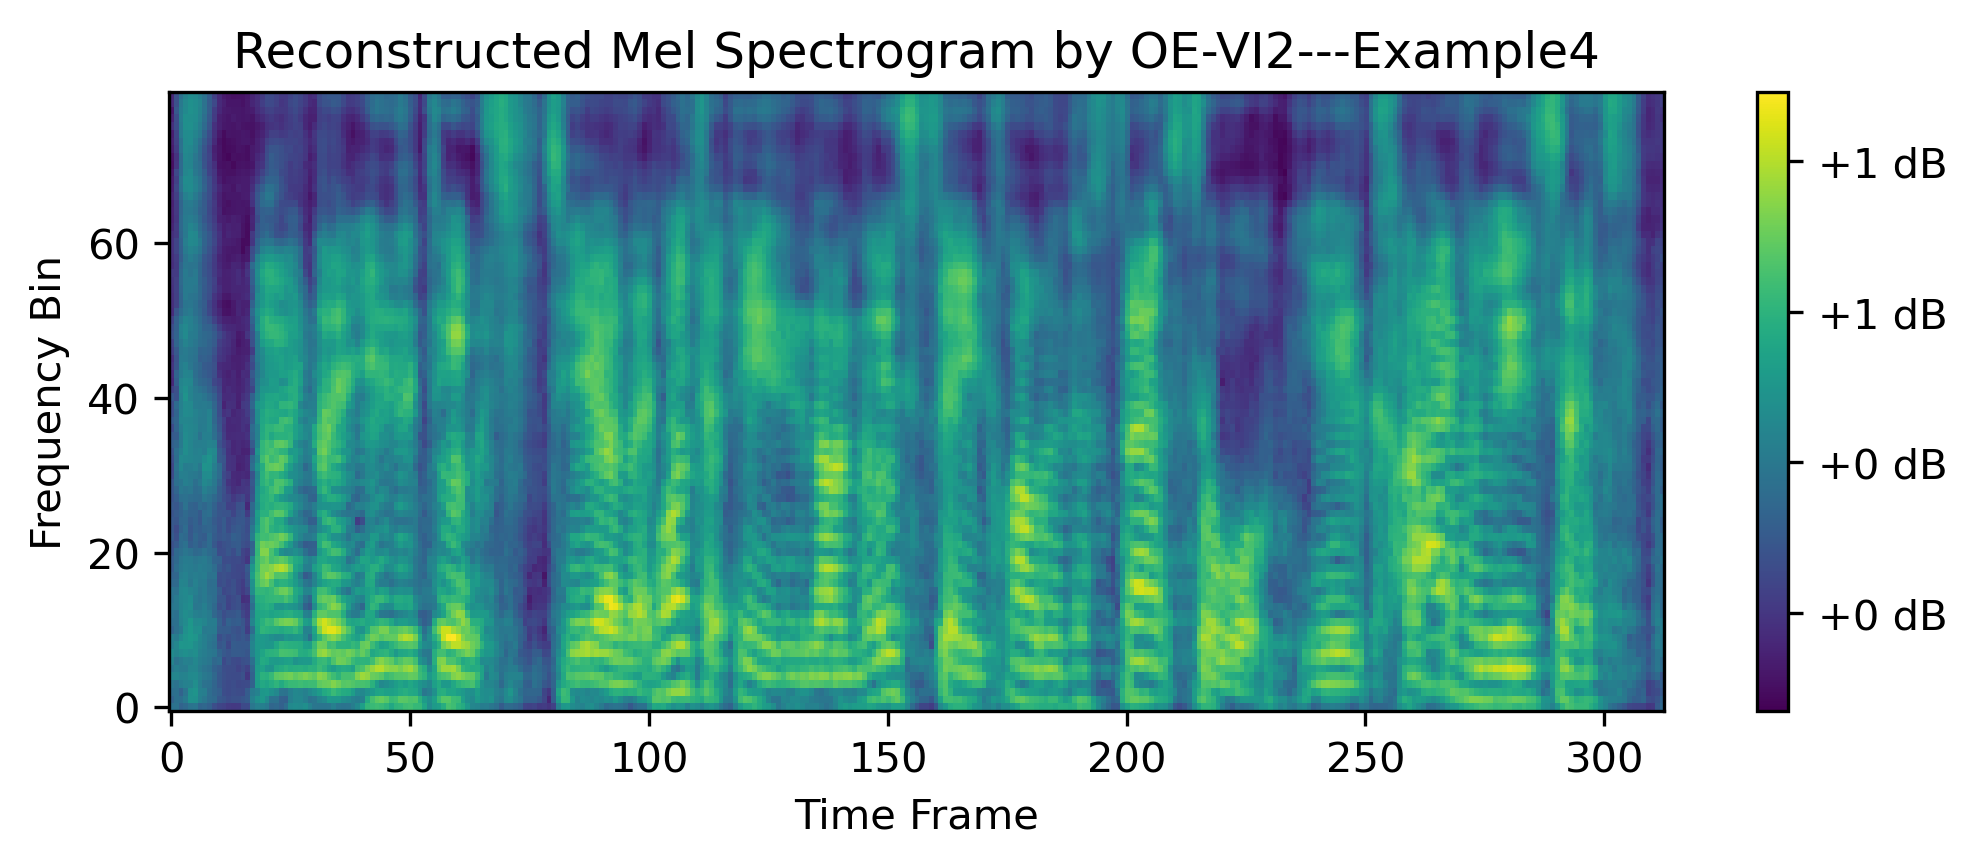 Reconstructed Mel Spectrogram by OE-VI2---Example4
Frequency Bin
60
40
20
0
0 50 100 150 200 250 300
Time Frame
+1 dB
+1 dB
+0 dB
+0 dB